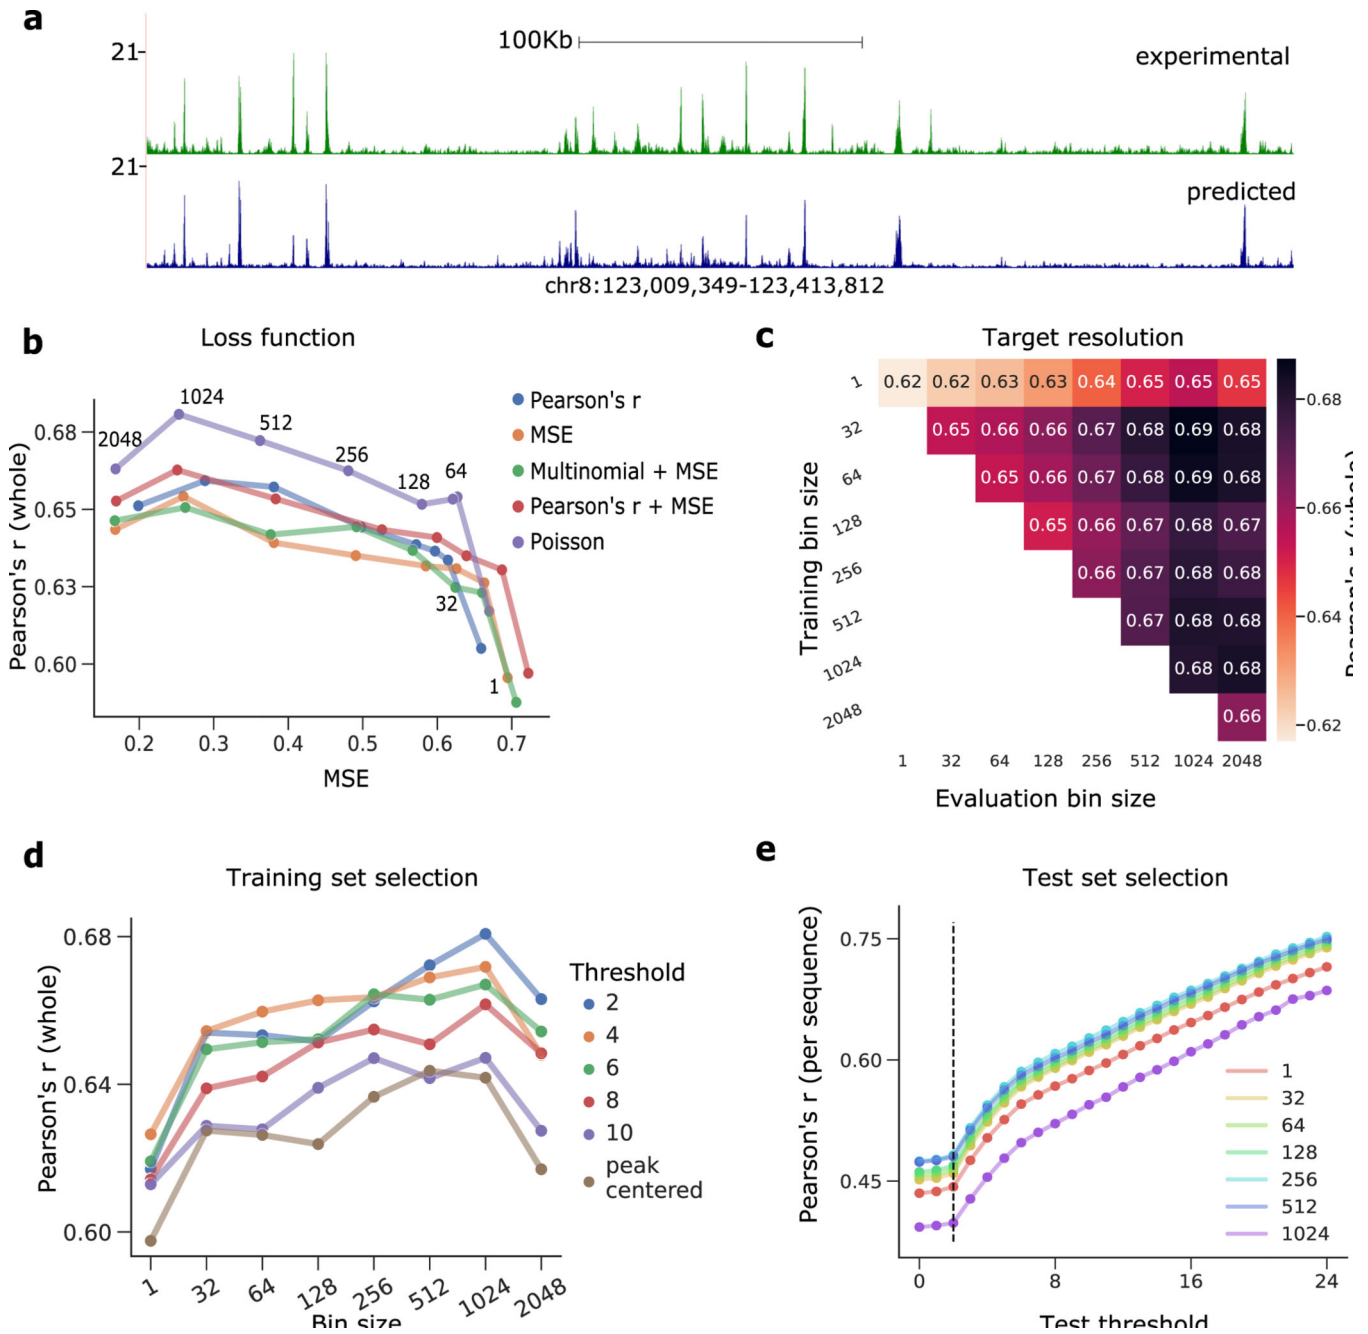 a
100Kb
21
experimental
21
predicted
chr8:123,009,349-123,413,812
b
Loss function
Pearson's r (whole)
0.68
0.65
0.63
0.60
2048
1024
512
256
128
64
32
1
0.2 0.3 0.4 0.5 0.6 0.7
MSE
Pearson's r
MSE
Multinomial + MSE
Pearson's r + MSE
Poisson
c
Target resolution
Training bin size
1 0.62 0.62 0.63 0.63 0.64 0.65 0.65 0.65
32 0.65 0.66 0.66 0.67 0.68 0.69 0.68
64 0.65 0.66 0.67 0.68 0.69 0.68
128 0.65 0.66 0.67 0.68 0.67
256 0.66 0.67 0.68 0.68
512 0.67 0.68 0.68
1024 0.68 0.68
2048 0.66
1 32 64 128 256 512 1024 2048
Evaluation bin size
0.68
0.66
0.64
0.62
Pearson's r (whole)
d
Training set selection
Pearson's r (whole)
0.68
0.64
0.60
1 32 64 128 256 512 1024 2048
Bin size
Threshold
2
4
6
8
10
peak
centered
e
Test set selection
Pearson's r (per sequence)
0.75
0.60
0.45
0 8 16 24
Test threshold
1
32
64
128
256
512
1024